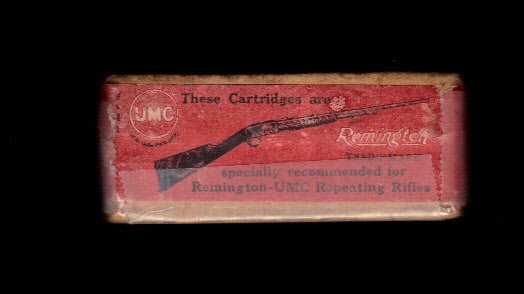 These Cartridges are
UMC
Remington
TRADE MARK
specially recommended for
Remington-UMC Repeating Rifles